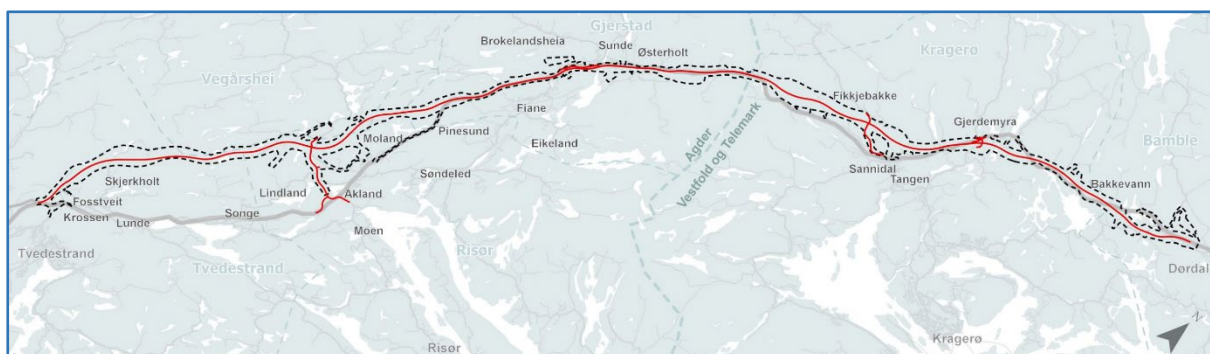 Gjerstad
Brokelandsheia
Sunde
Østerholt
Kragerø
Vegårshei
Fikkjebakke
Fiane
Gjerdemyra
Pinesund
Moland
Eikeland
Agder
Vestfold og Telemark
Bamble
Skjerkholt
Lindland
Akland
Søndeled
Sannidal
Tangen
Bakkevann
Fosstveit
Krossen
Lunde
Songe
Moen
Risør
Tvedestrand
Tvedestrand
Dørdal
Kragerø
Risør
N